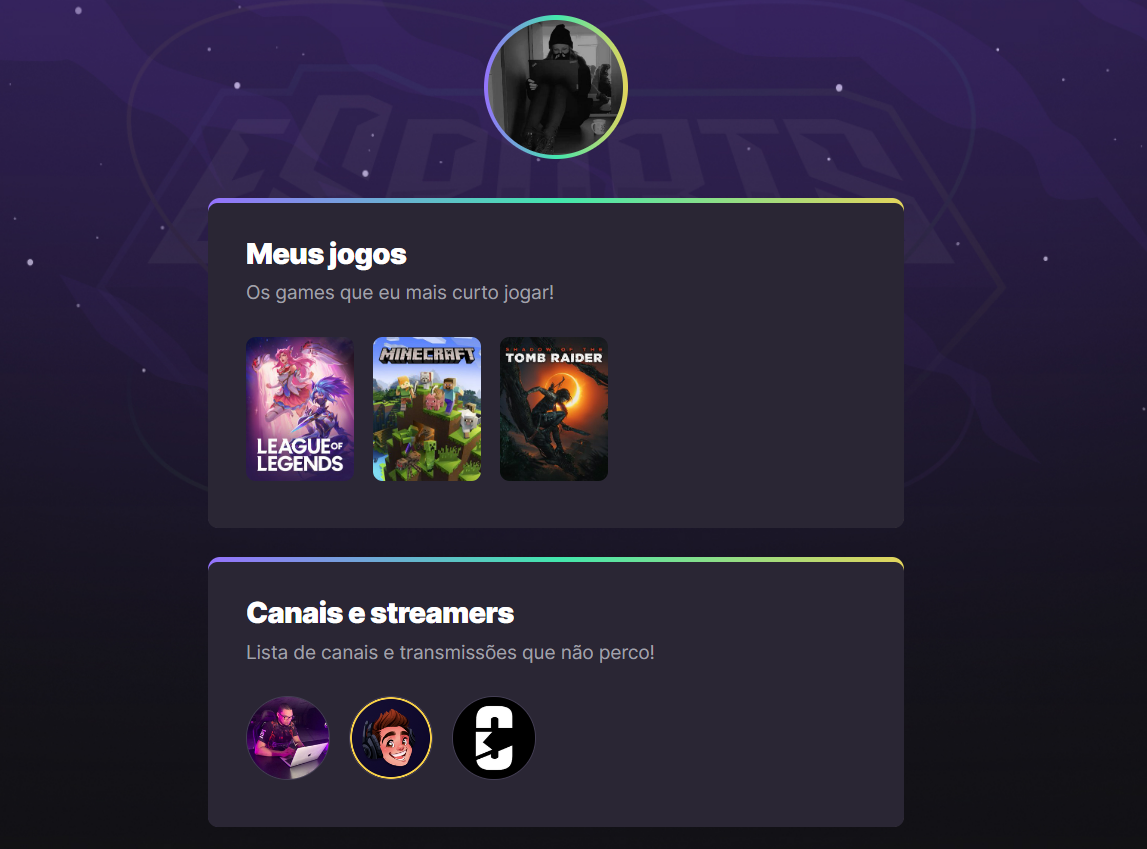 ESPORTS
Meus jogos
Os games que eu mais curto jogar!
LEAGUE OF
LEGENDS
MINECRAFT
SHADOW OF THE
TOMB RAIDER
Canais e streamers
Lista de canais e transmissões que não perco!